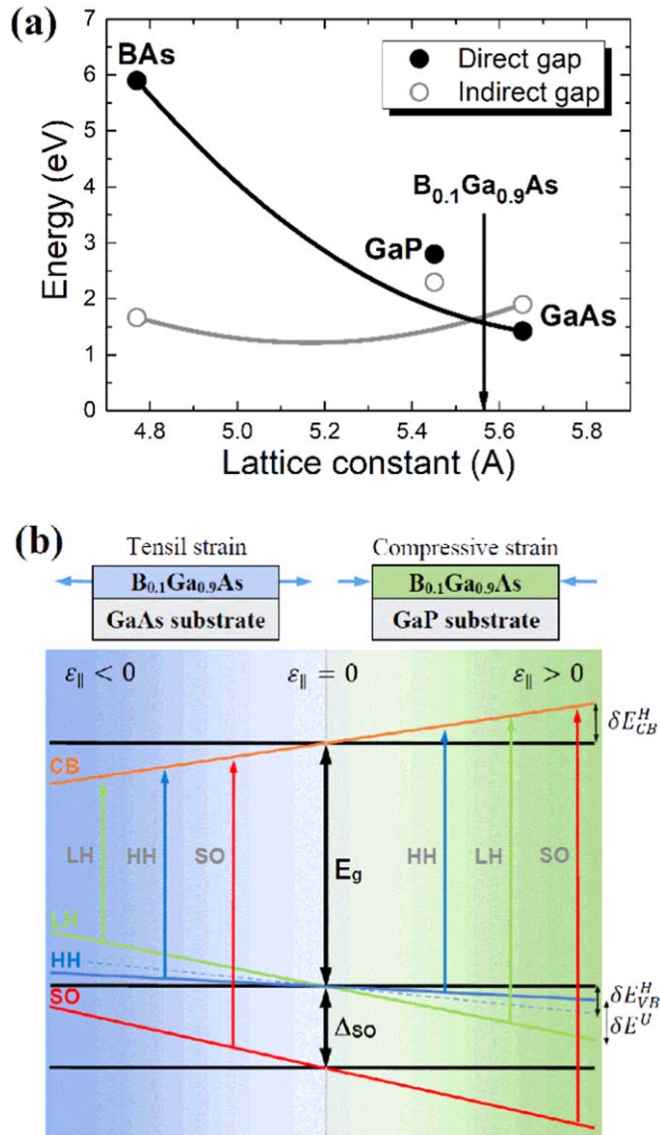 (a)
7
6
5
4
3
2
1
0
Energy (eV)
BAs
Direct gap
Indirect gap
B0.1Ga0.9As
GaP
GaAs
4.8 5.0 5.2 5.4 5.6 5.8
Lattice constant (A)
(b)
Tensil strain
Compressive strain
B0.1Ga0.9As
B0.1Ga0.9As
GaAs substrate
GaP substrate
ε∥ < 0
ε∥ = 0
ε∥ > 0
δE^H_CB
CB
LH
HH
SO
Eg
HH
LH
SO
LH
HH
SO
δE^H_VB
ΔSO
δE^U